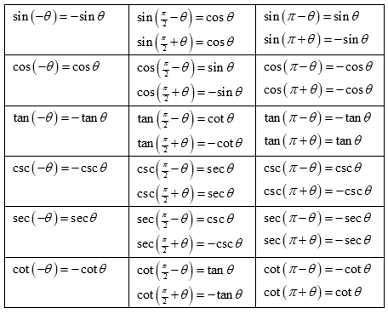 sin(−θ)=−sin θ
sin(π/2−θ)=cos θ
sin(π/2+θ)=cos θ
sin(π−θ)=sin θ
sin(π+θ)=−sin θ
cos(−θ)=cos θ
cos(π/2−θ)=sin θ
cos(π/2+θ)=−sin θ
cos(π−θ)=−cos θ
cos(π+θ)=−cos θ
tan(−θ)=−tan θ
tan(π/2−θ)=cot θ
tan(π/2+θ)=−cot θ
tan(π−θ)=−tan θ
tan(π+θ)=tan θ
csc(−θ)=−csc θ
csc(π/2−θ)=sec θ
csc(π/2+θ)=sec θ
csc(π−θ)=csc θ
csc(π+θ)=−csc θ
sec(−θ)=sec θ
sec(π/2−θ)=csc θ
sec(π/2+θ)=−csc θ
sec(π−θ)=−sec θ
sec(π+θ)=−sec θ
cot(−θ)=−cot θ
cot(π/2−θ)=tan θ
cot(π/2+θ)=−tan θ
cot(π−θ)=−cot θ
cot(π+θ)=cot θ